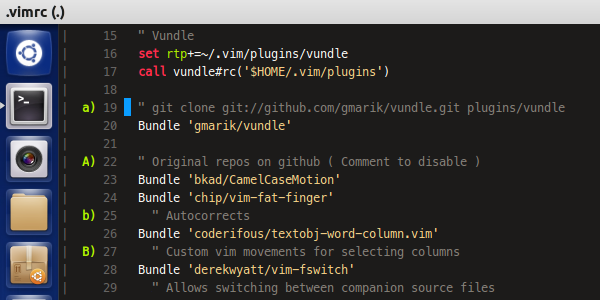 .vimrc (.)
15 " Vundle
16 set rtp+=~/.vim/plugins/vundle
17 call vundle#rc('$HOME/.vim/plugins')
18
a) 19 " git clone git://github.com/gmarik/vundle.git plugins/vundle
20 Bundle 'gmarik/vundle'
21
A) 22 " Original repos on github ( Comment to disable )
23 Bundle 'bkad/CamelCaseMotion'
24 Bundle 'chip/vim-fat-finger'
b) 25 " Autocorrects
26 Bundle 'coderifous/textobj-word-column.vim'
B) 27 " Custom vim movements for selecting columns
28 Bundle 'derekwyatt/vim-fswitch'
29 " Allows switching between companion source files